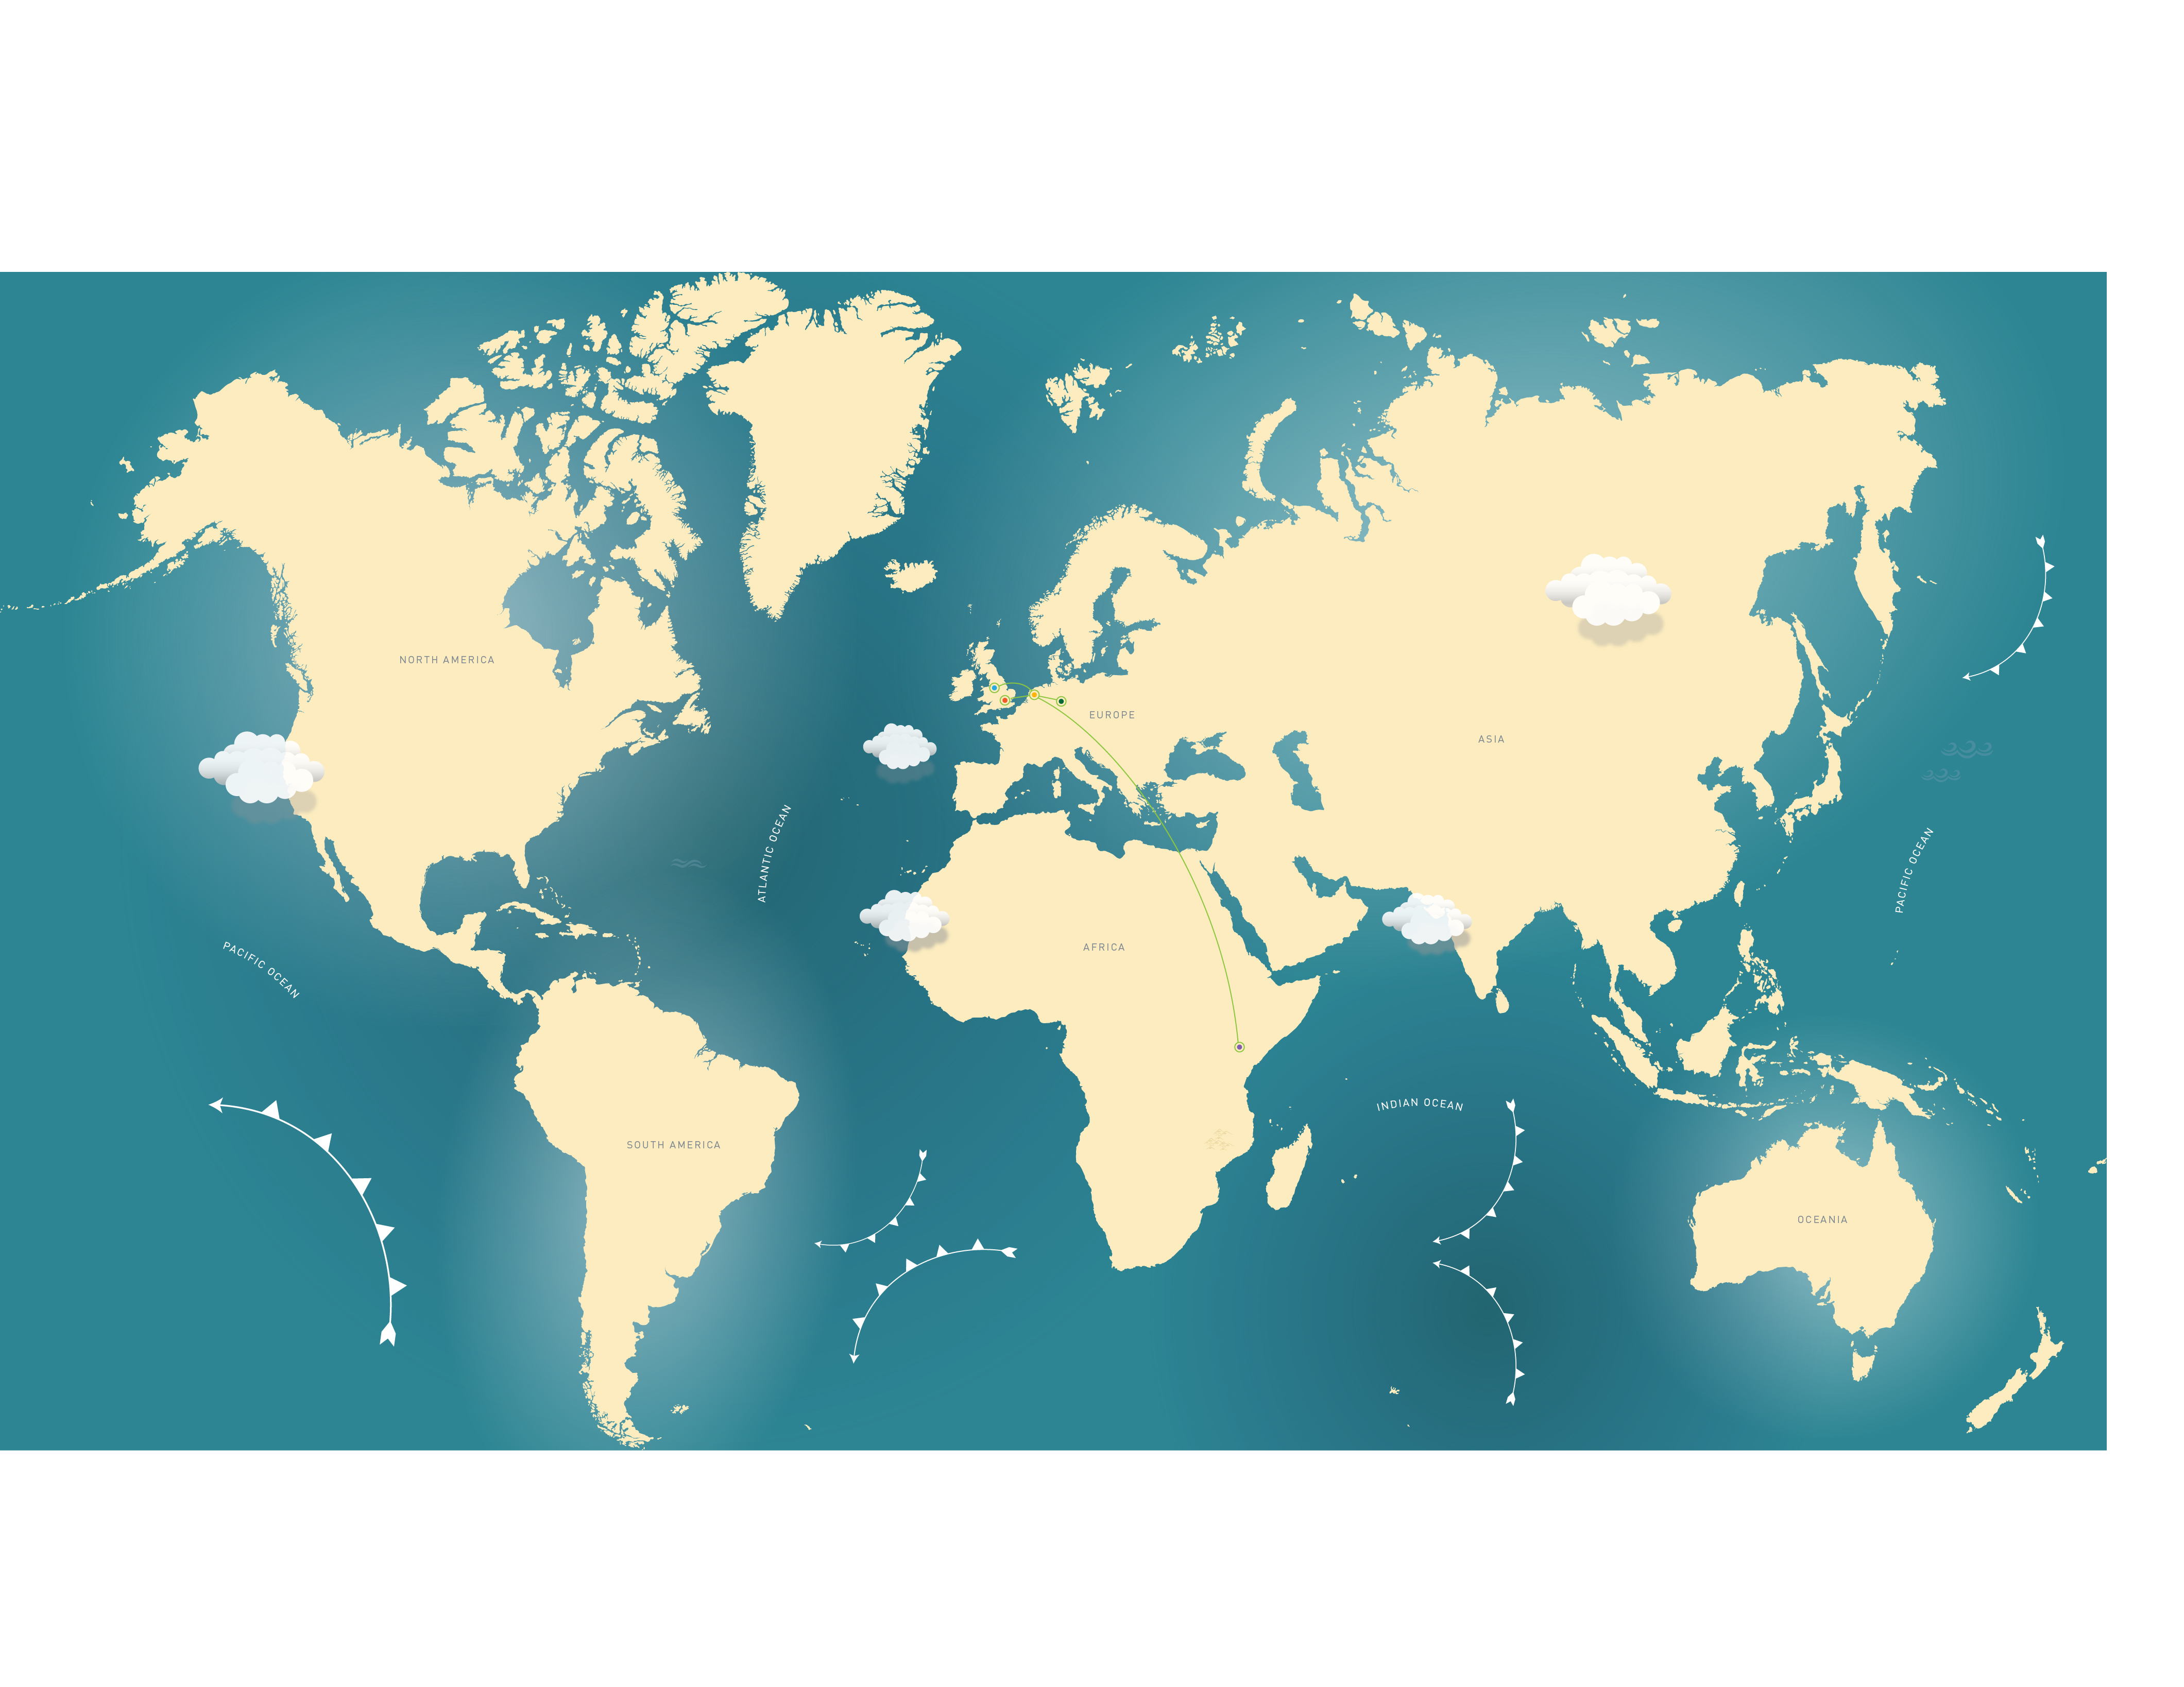 NORTH AMERICA
EUROPE
ASIA
ATLANTIC OCEAN
PACIFIC OCEAN
PACIFIC OCEAN
AFRICA
INDIAN OCEAN
SOUTH AMERICA
OCEANIA